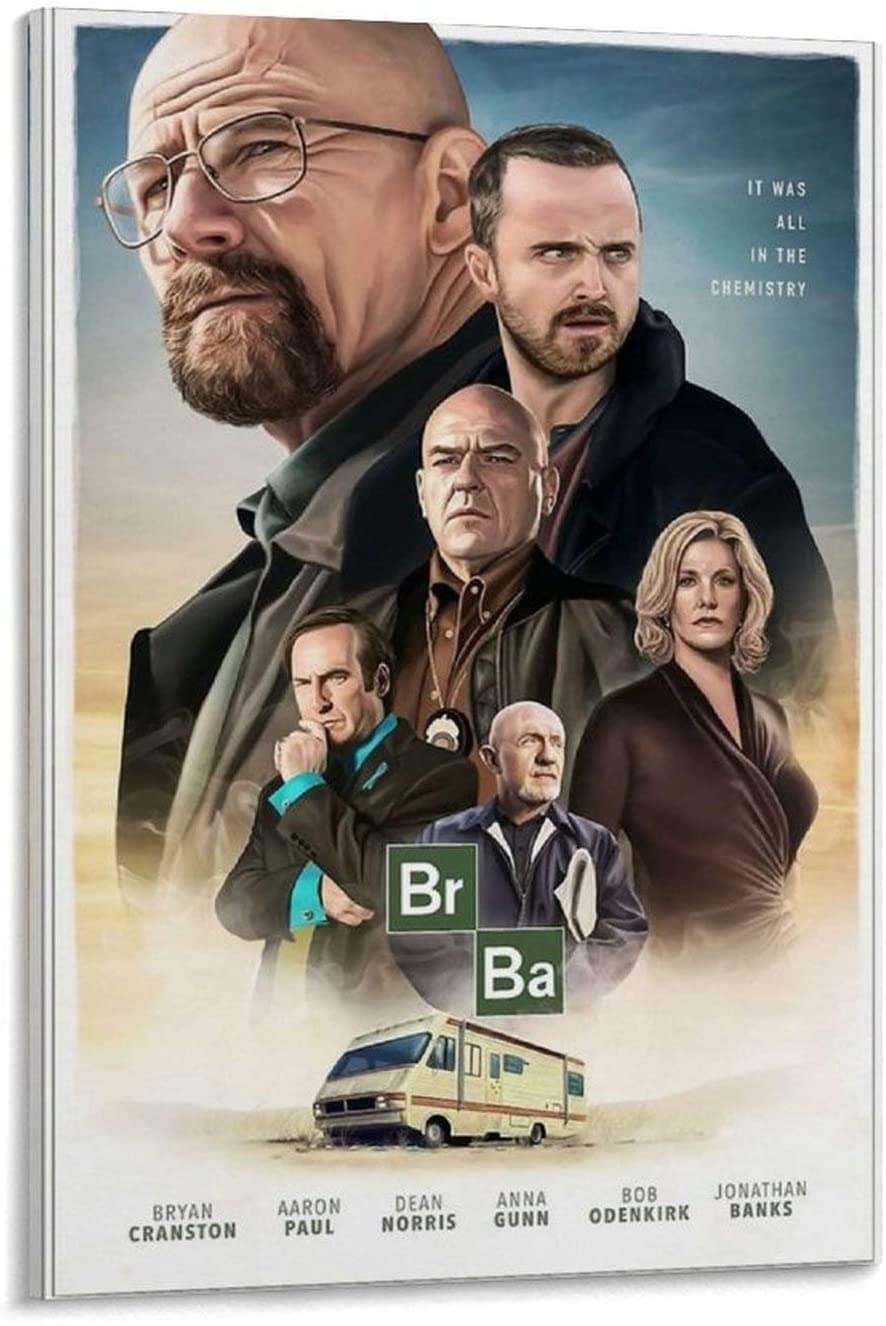 IT WAS
ALL
IN THE
CHEMISTRY
Br
Ba
BRYAN
CRANSTON
AARON
PAUL
DEAN
NORRIS
ANNA
GUNN
BOB
ODENKIRK
JONATHAN
BANKS